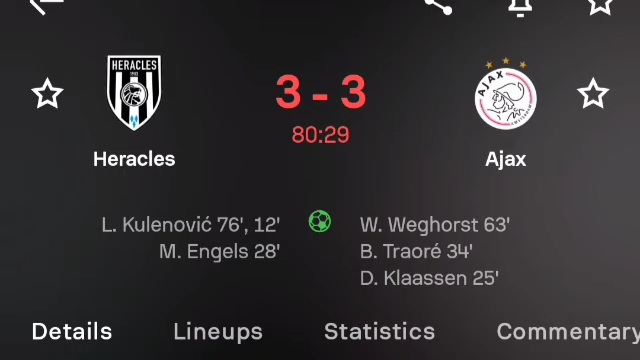 HERACLES
AJAX
3 - 3
80:29
Heracles
Ajax
L. Kulenović 76', 12'
W. Weghorst 63'
M. Engels 28'
B. Traoré 34'
D. Klaassen 25'
Details
Lineups
Statistics
Commentary